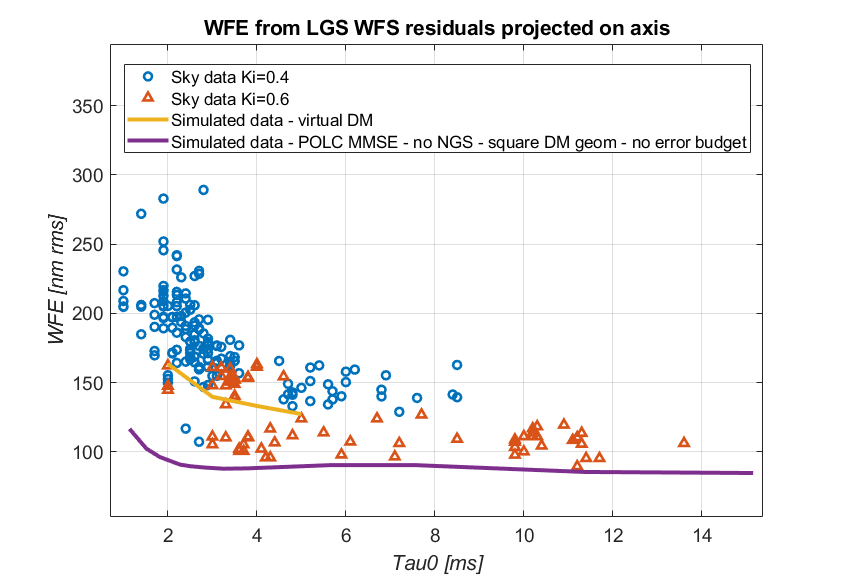 WFE from LGS WFS residuals projected on axis
Sky data Ki=0.4
Sky data Ki=0.6
Simulated data - virtual DM
Simulated data - POLC MMSE - no NGS - square DM geom - no error budget
350
300
250
200
150
100
WFE [nm rms]
2 4 6 8 10 12 14
Tau0 [ms]